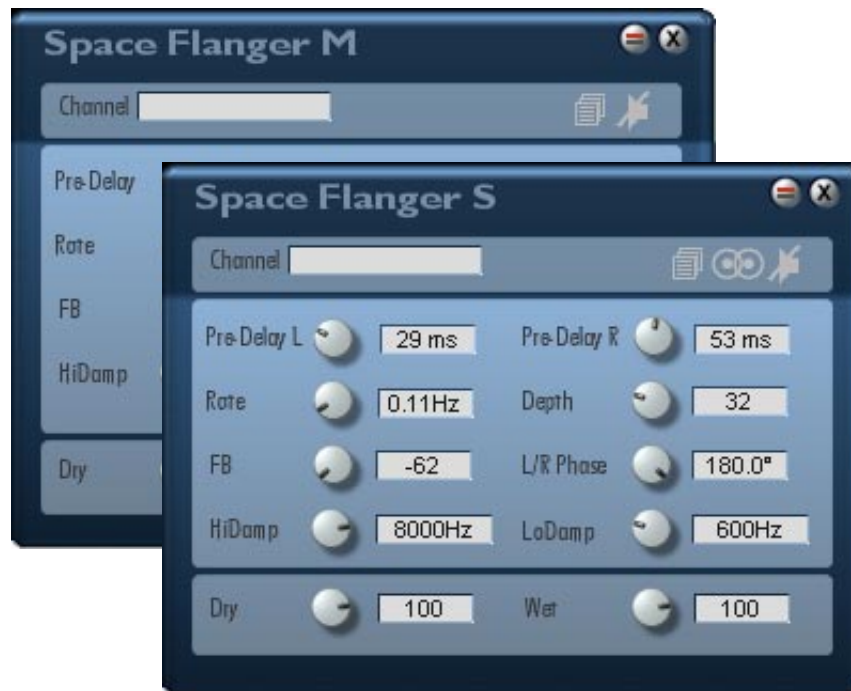 Space Flanger M
Channel
Pre-Delay
Rate
FB
HiDamp
Dry
Space Flanger S
Channel
Pre-Delay L 29 ms Pre-Delay R 53 ms
Rate 0.11Hz Depth 32
FB -62 L/R Phase 180.0°
HiDamp 8000Hz LoDamp 600Hz
Dry 100 Wet 100